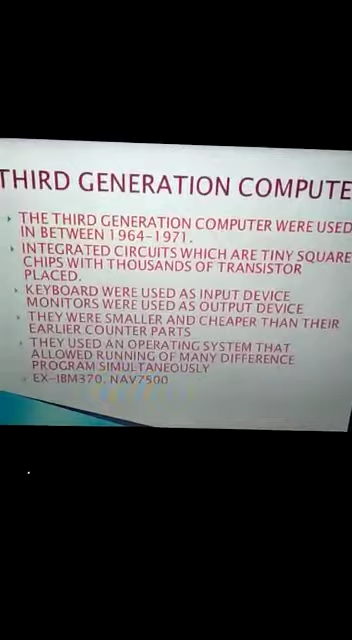 THIRD GENERATION COMPUTE
THE THIRD GENERATION COMPUTER WERE USED
IN BETWEEN 1964-1971.
INTEGRATED CIRCUITS WHICH ARE TINY SQUARE
CHIPS WITH THOUSANDS OF TRANSISTOR
PLACED.
KEYBOARD WERE USED AS INPUT DEVICE
MONITORS WERE USED AS OUTPUT DEVICE
THEY WERE SMALLER AND CHEAPER THAN THEIR
EARLIER COUNTER PARTS
THEY USED AN OPERATING SYSTEM THAT
ALLOWED RUNNING OF MANY DIFFERENCE
PROGRAM SIMULTANEOUSLY
EX-IBM370, NAV7500